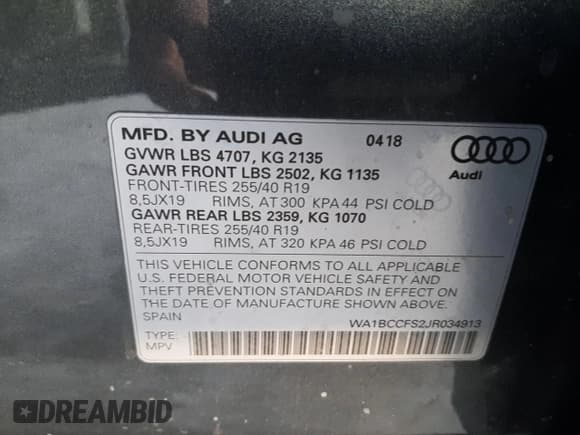 MFD. BY AUDI AG 0418
GVWR LBS 4707, KG 2135
GAWR FRONT LBS 2502, KG 1135
FRONT-TIRES 255/40 R19
8,5JX19 RIMS, AT 300 KPA 44 PSI COLD
GAWR REAR LBS 2359, KG 1070
REAR-TIRES 255/40 R19
8,5JX19 RIMS, AT 320 KPA 46 PSI COLD
Audi
THIS VEHICLE CONFORMS TO ALL APPLICABLE
U.S. FEDERAL MOTOR VEHICLE SAFETY AND
THEFT PREVENTION STANDARDS IN EFFECT ON
THE DATE OF MANUFACTURE SHOWN ABOVE.
SPAIN WA1BCCFS2JR034913
TYPE:
MPV
DREAMBID